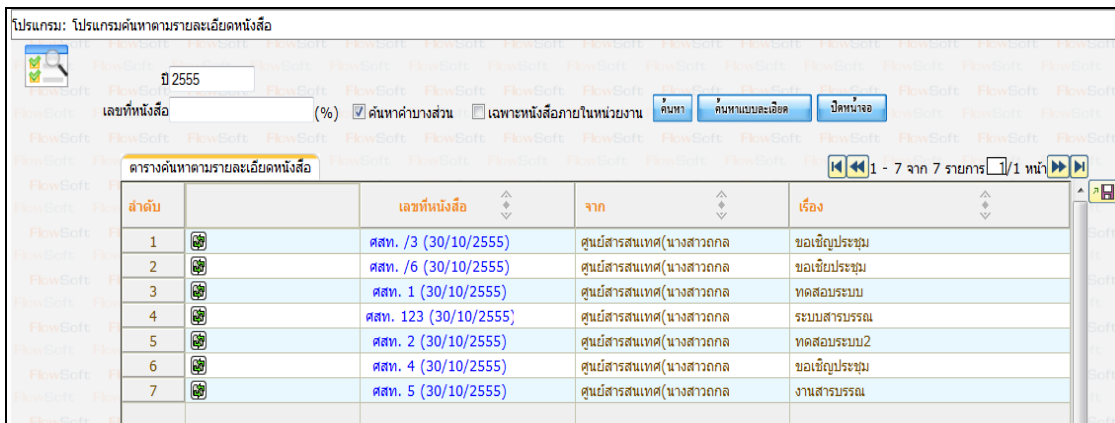 โปรแกรม: โปรแกรมค้นหาตามรายละเอียดหนังสือ
ปี 2555
เลขที่หนังสือ (%) ค้นหาคำบางส่วน เฉพาะหนังสือภายในหน่วยงาน ค้นหา ค้นหาแบบละเอียด ปิดหน้าจอ
ตารางค้นหาตามรายละเอียดหนังสือ 1 - 7 จาก 7 รายการ 1/1 หน้า
ลำดับ เลขที่หนังสือ จาก เรื่อง
1 ศสท. /3 (30/10/2555) ศูนย์สารสนเทศ(นางสาวถกล ขอเชิญประชุม
2 ศสท. /6 (30/10/2555) ศูนย์สารสนเทศ(นางสาวถกล ขอเชิยประชุม
3 ศสท. 1 (30/10/2555) ศูนย์สารสนเทศ(นางสาวถกล ทดสอบระบบ
4 ศสท. 123 (30/10/2555) ศูนย์สารสนเทศ(นางสาวถกล ระบบสารบรรณ
5 ศสท. 2 (30/10/2555) ศูนย์สารสนเทศ(นางสาวถกล ทดสอบระบบ2
6 ศสท. 4 (30/10/2555) ศูนย์สารสนเทศ(นางสาวถกล ขอเชิญประชุม
7 ศสท. 5 (30/10/2555) ศูนย์สารสนเทศ(นางสาวถกล งานสารบรรณ